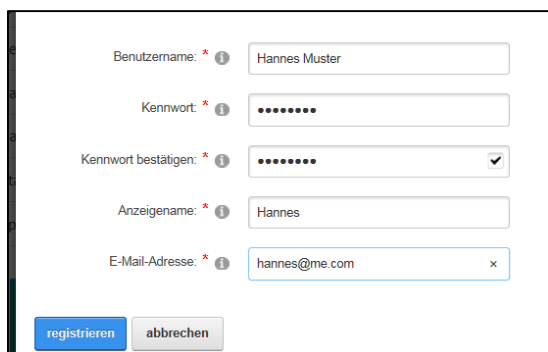 Benutzername: * Hannes Muster
Kennwort: * ●●●●●●●●
Kennwort bestätigen: * ●●●●●●●●
Anzeigename: * Hannes
E-Mail-Adresse: * hannes@me.com ×
registrieren abbrechen